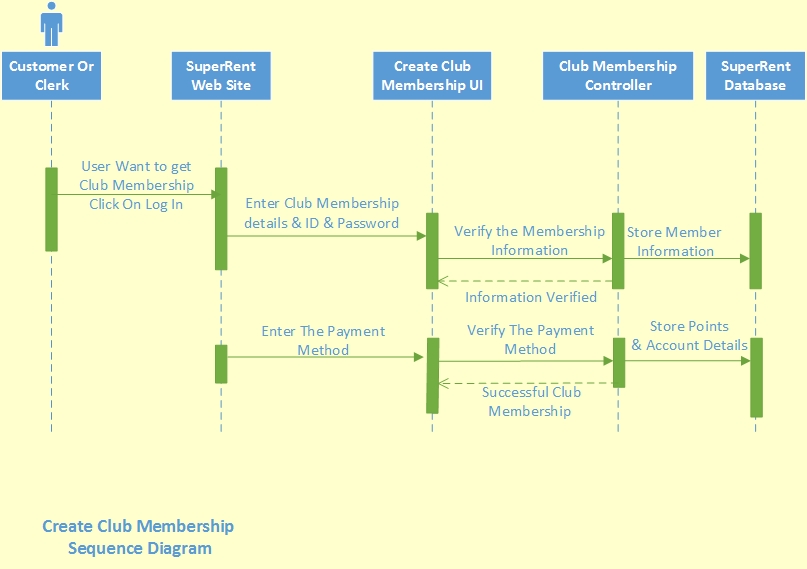 Customer Or
Clerk
SuperRent
Web Site
Create Club
Membership UI
Club Membership
Controller
SuperRent
Database
User Want to get
Club Membership
Click On Log In
Enter Club Membership
details & ID & Password
Verify the Membership
Information
Store Member
Information
Information Verified
Enter The Payment
Method
Verify The Payment
Method
Store Points
& Account Details
Successful Club
Membership
Create Club Membership
Sequence Diagram